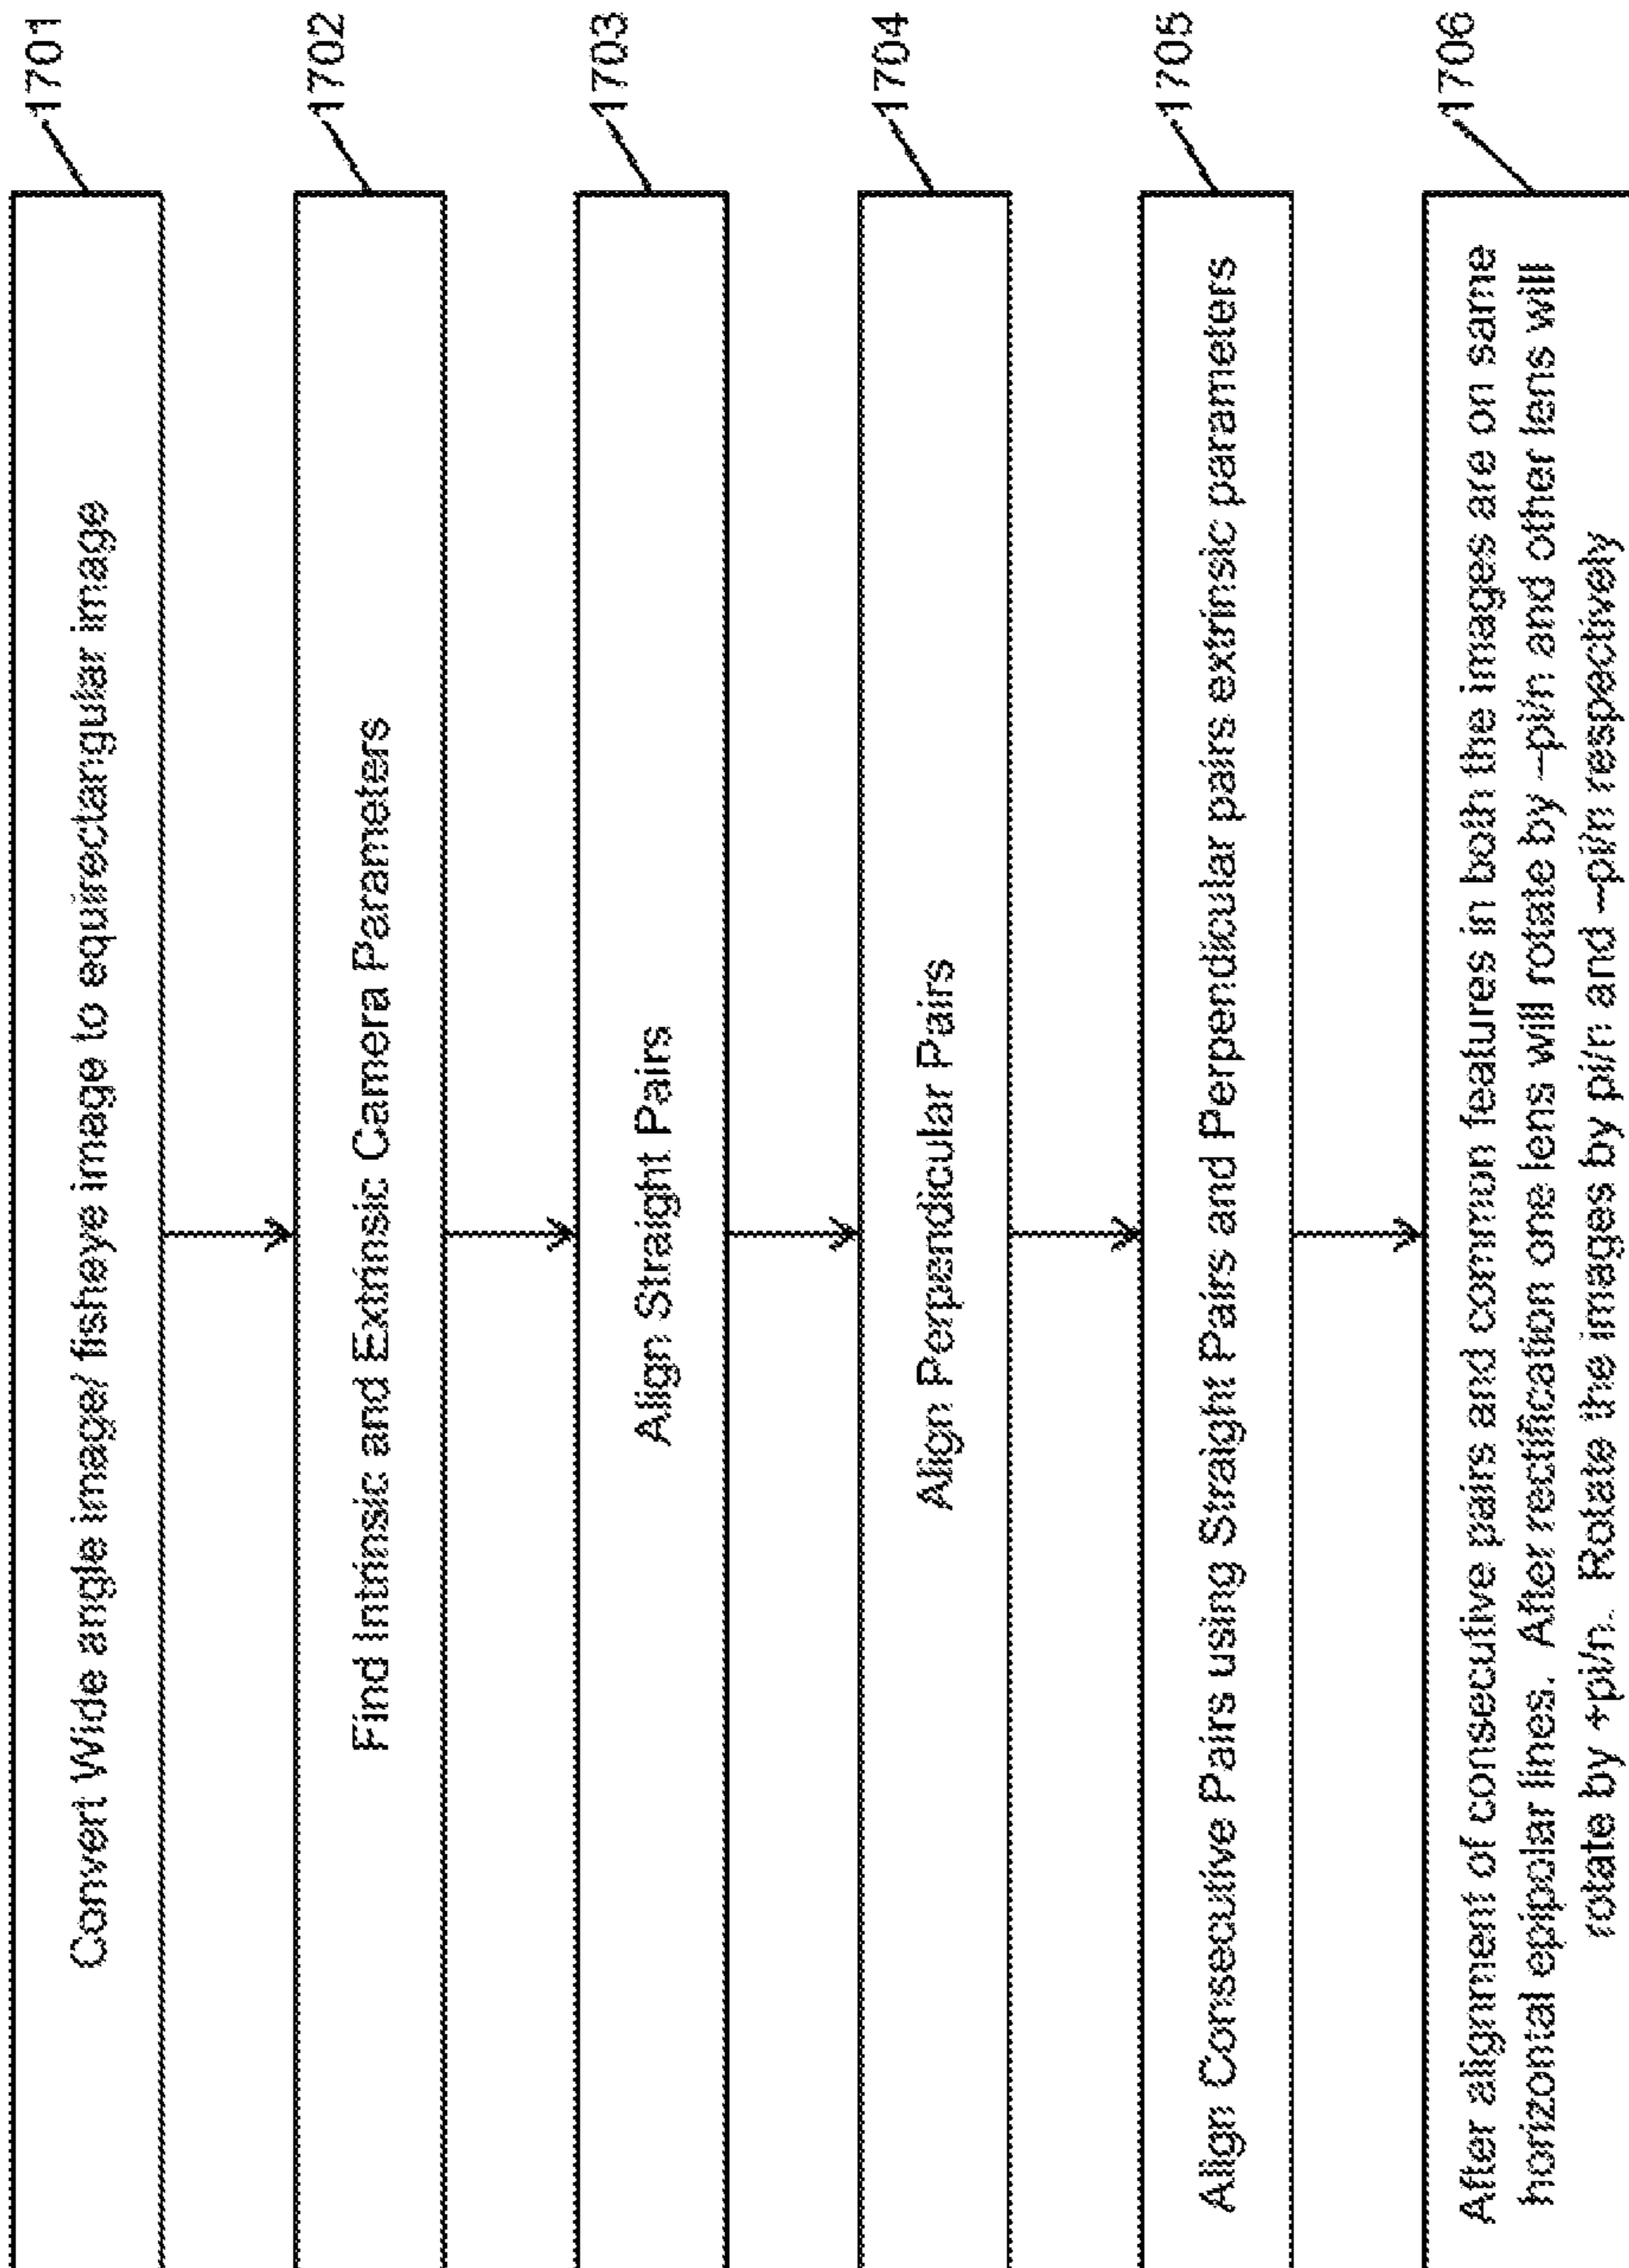 1701
Convert Wide angle image/ fisheye image to equirectangular image
1702
Find Intrinsic and Extrinsic Camera Parameters
1703
Align Straight Pairs
1704
Align Perpendicular Pairs
1705
Align Consecutive Pairs using Straight Pairs and Perpendicular pairs extrinsic parameters
1706
After alignment of consecutive pairs and common features in both the images are on same
horizontal epipolar lines. After rectification one lens will rotate by –pi/n and other lens will
rotate by +pi/n. Rotate the images by pi/n and –pi/n respectively